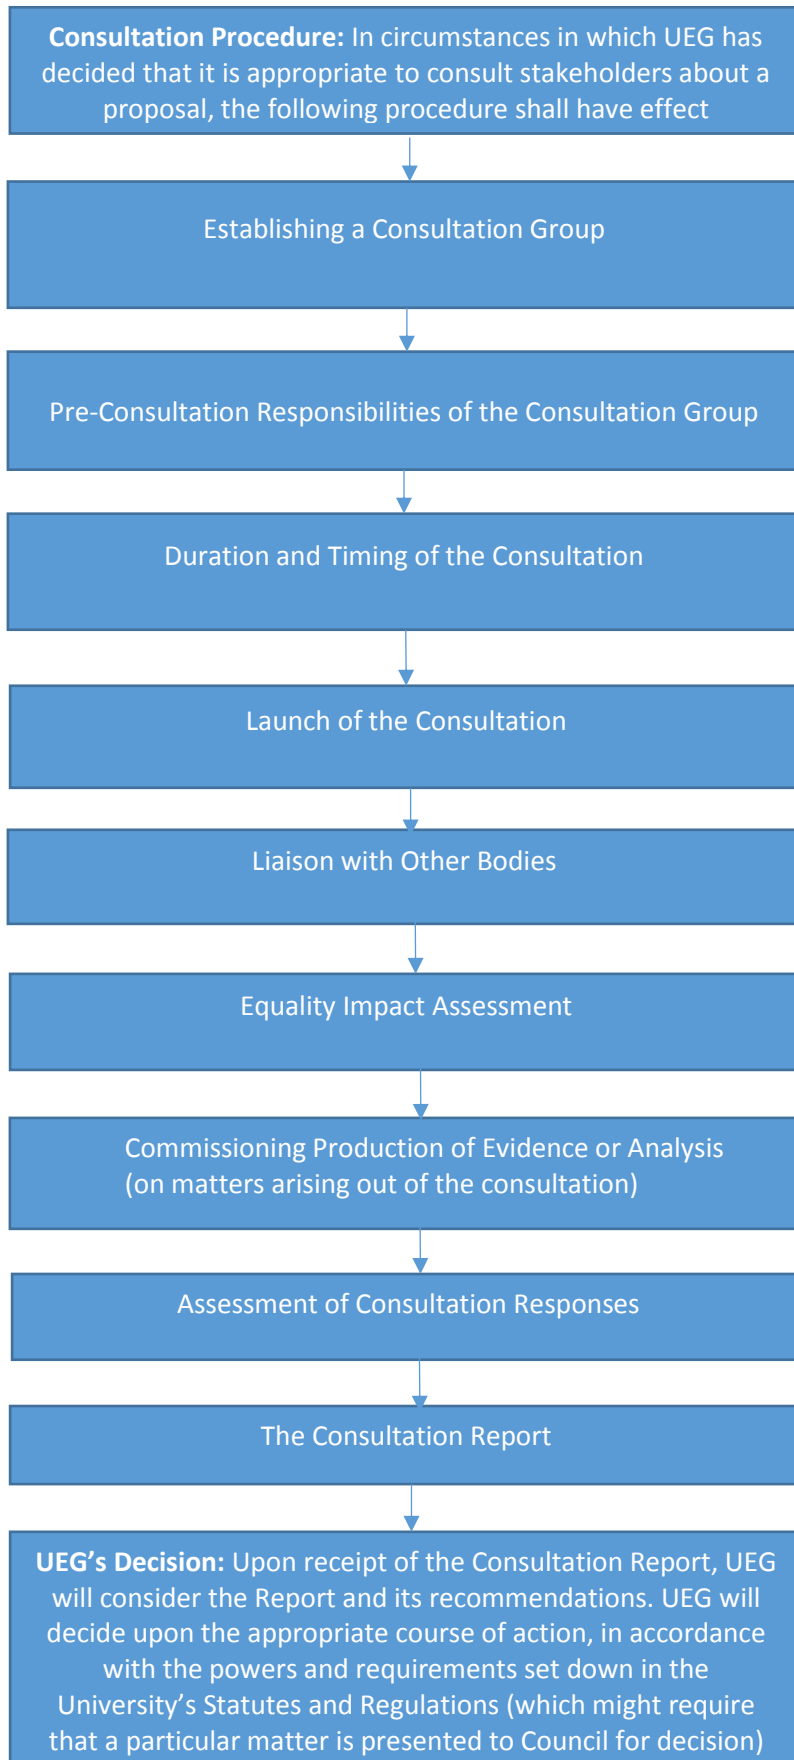 Consultation Procedure: In circumstances in which UEG has
decided that it is appropriate to consult stakeholders about a
proposal, the following procedure shall have effect
Establishing a Consultation Group
Pre-Consultation Responsibilities of the Consultation Group
Duration and Timing of the Consultation
Launch of the Consultation
Liaison with Other Bodies
Equality Impact Assessment
Commissioning Production of Evidence or Analysis
(on matters arising out of the consultation)
Assessment of Consultation Responses
The Consultation Report
UEG’s Decision: Upon receipt of the Consultation Report, UEG
will consider the Report and its recommendations. UEG will
decide upon the appropriate course of action, in accordance
with the powers and requirements set down in the
University’s Statutes and Regulations (which might require
that a particular matter is presented to Council for decision)